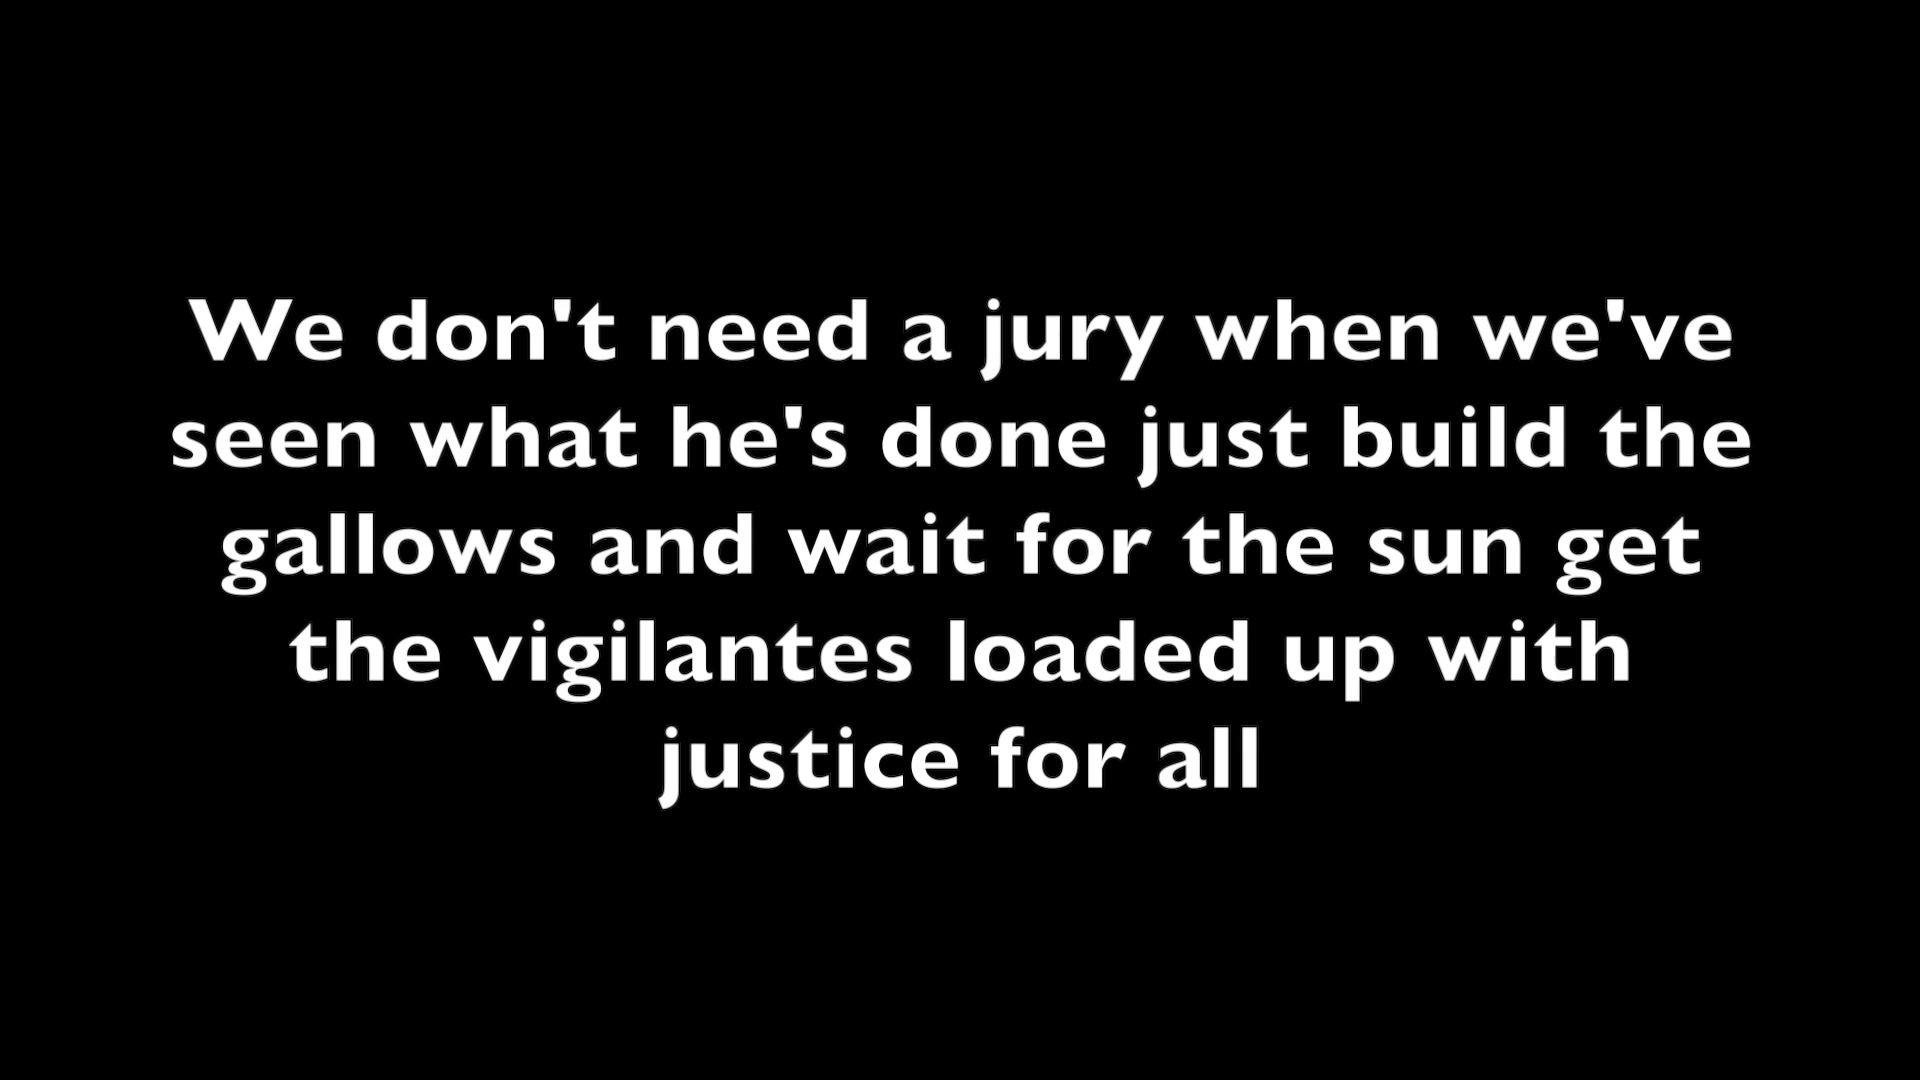 We don't need a jury when we've
seen what he's done just build the
gallows and wait for the sun get
the vigilantes loaded up with
justice for all